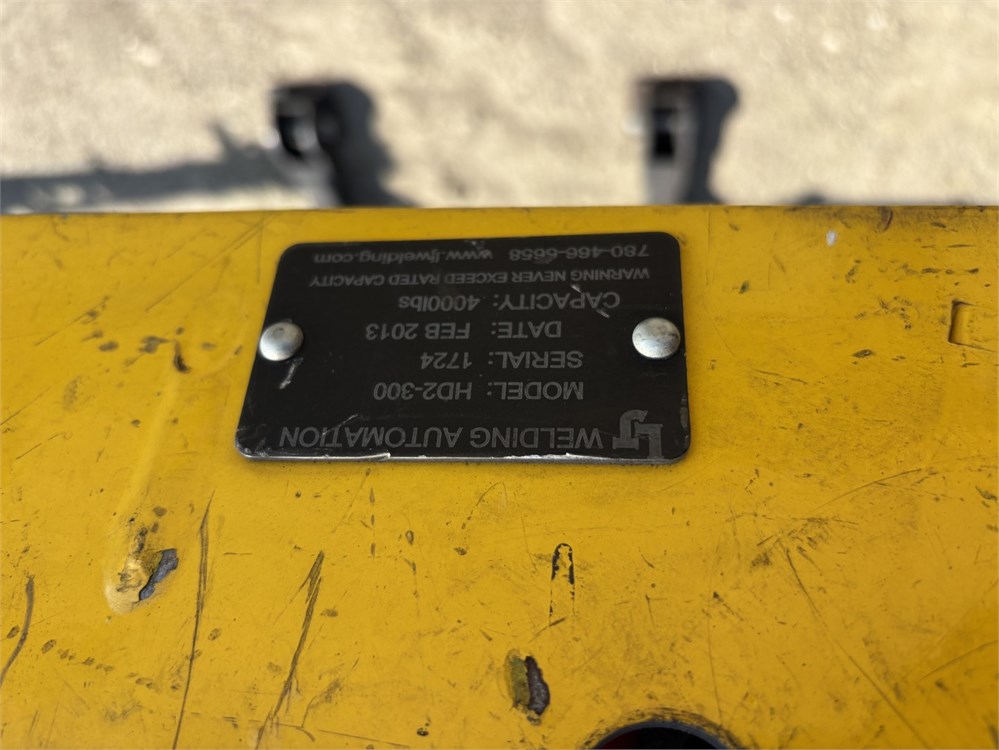 LJ WELDING AUTOMATION
MODEL: HD2-300
SERIAL: 1724
DATE: FEB 2013
CAPACITY: 4000lbs
WARNING NEVER EXCEED RATED CAPACITY
780-466-6658 www.ljwelding.com